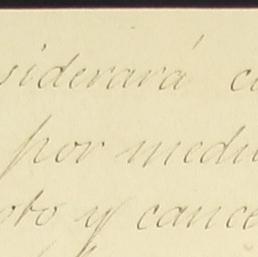 siderará c
por medi
oto y cance